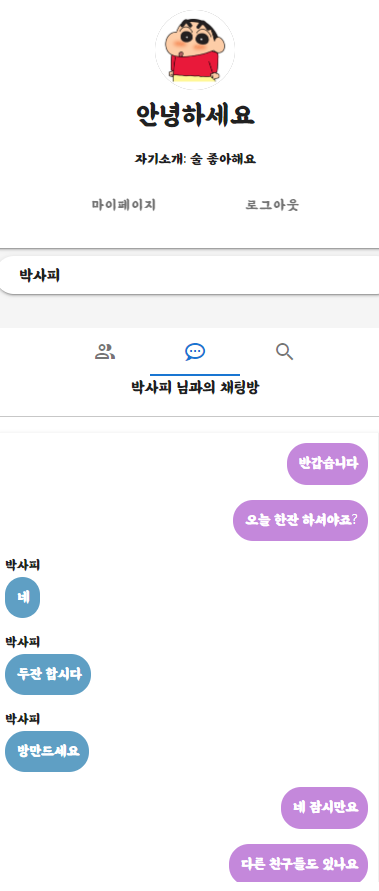 안녕하세요
자기소개: 술 좋아해요
마이페이지 로그아웃
박사피
박사피 님과의 채팅방
반갑습니다
오늘 한잔 하셔야죠?
박사피
네
박사피
두잔 합시다
박사피
방만드세요
네 잠시만요
다른 친구들도 있나요